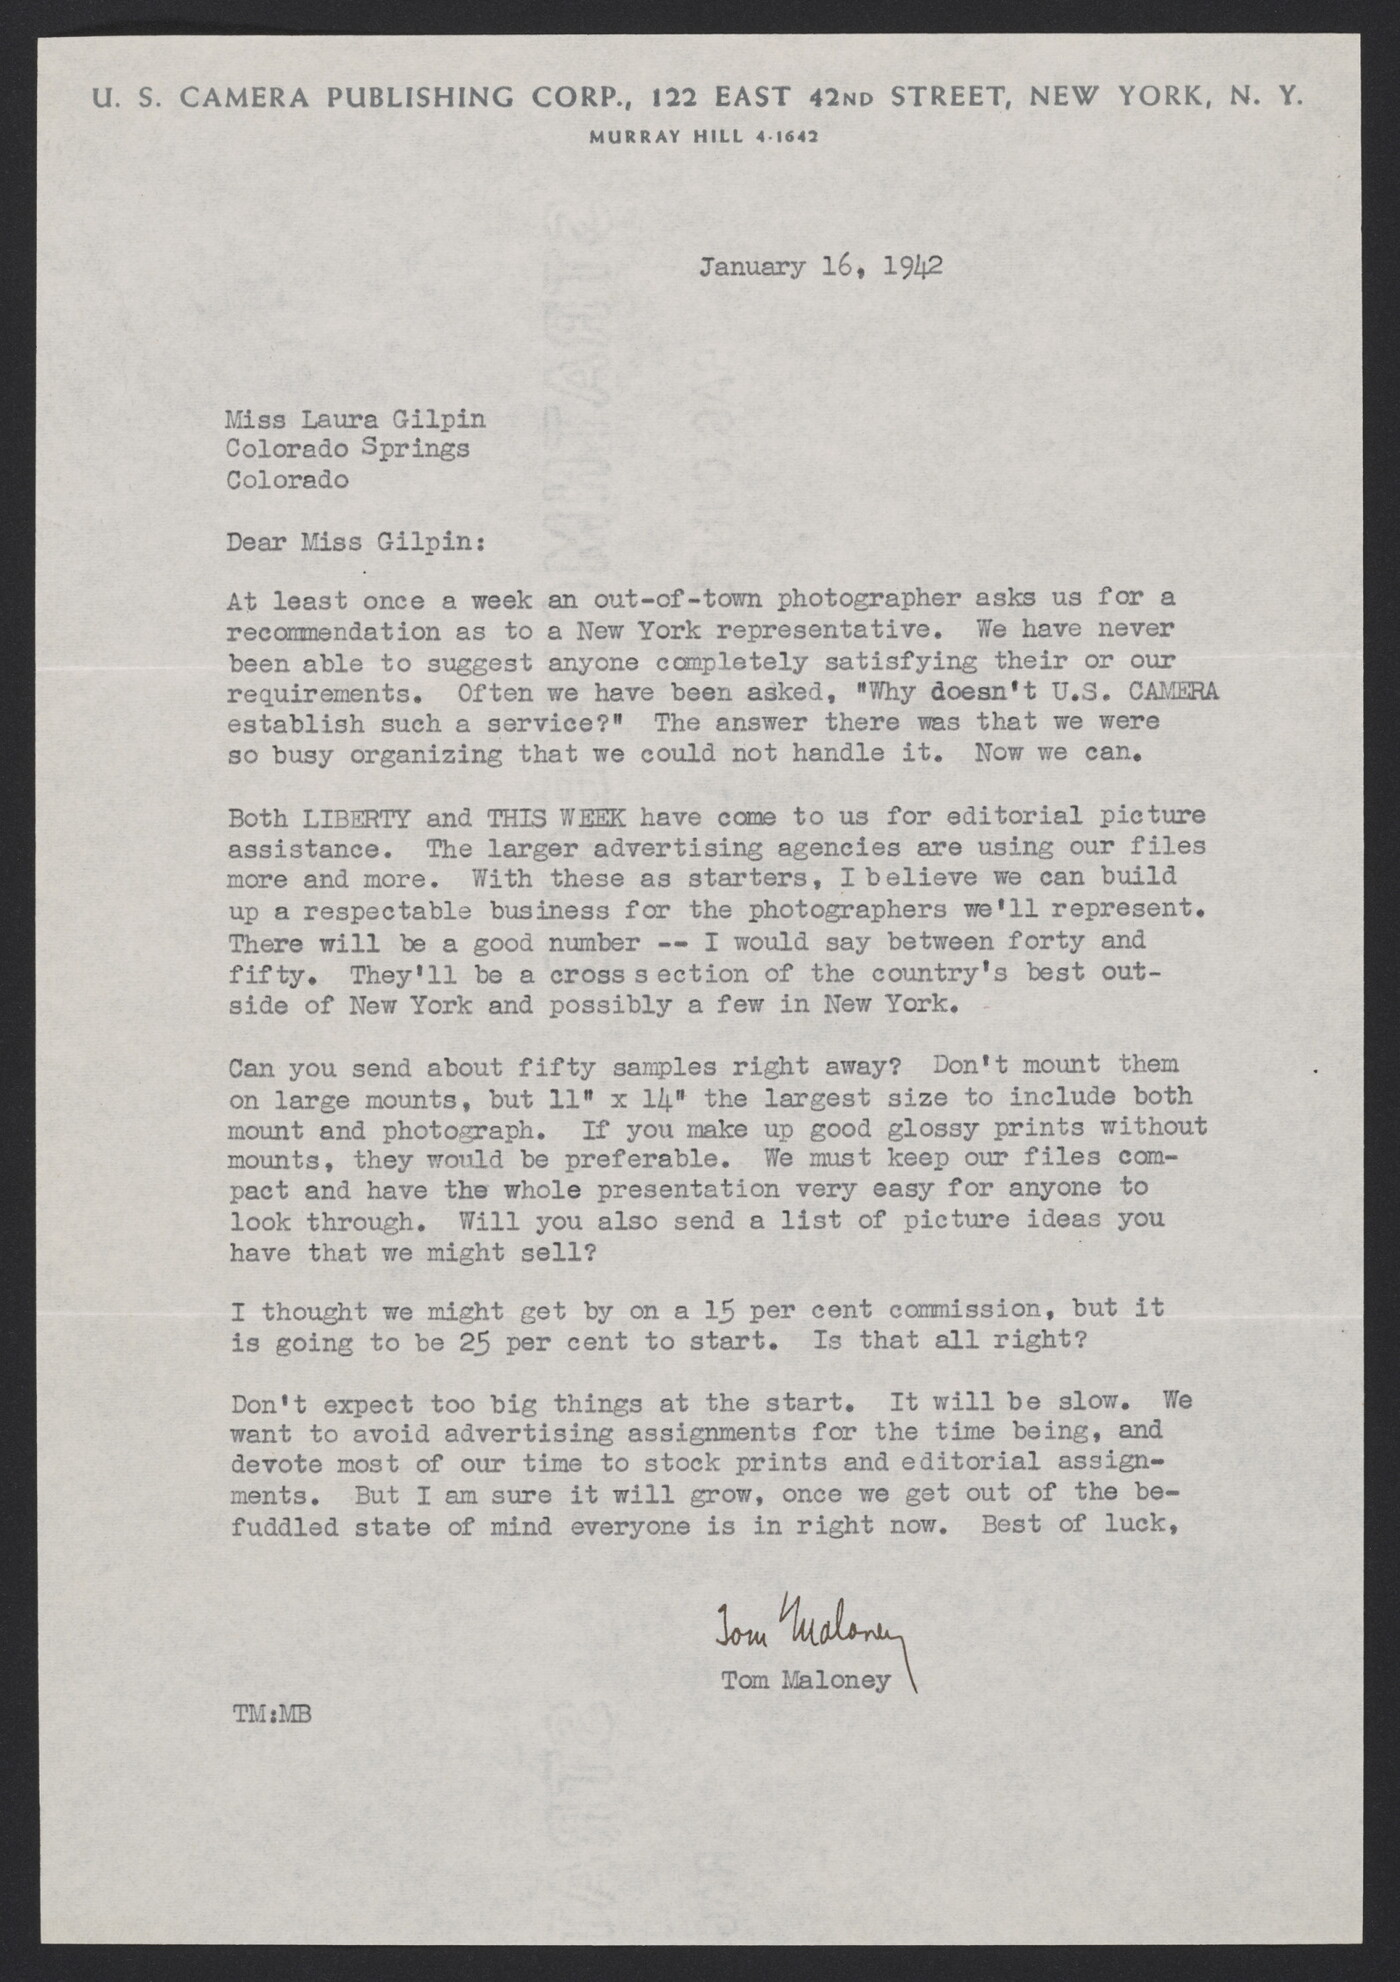 U. S. CAMERA PUBLISHING CORP., 122 EAST 42ND STREET, NEW YORK, N. Y.
MURRAY HILL 4-1642
January 16, 1942
Miss Laura Gilpin
Colorado Springs
Colorado
Dear Miss Gilpin:
At least once a week an out-of-town photographer asks us for a
recommendation as to a New York representative. We have never
been able to suggest anyone completely satisfying their or our
requirements. Often we have been asked, "Why doesn't U.S. CAMERA
establish such a service?" The answer there was that we were
so busy organizing that we could not handle it. Now we can.
Both LIBERTY and THIS WEEK have come to us for editorial picture
assistance. The larger advertising agencies are using our files
more and more. With these as starters, I believe we can build
up a respectable business for the photographers we'll represent.
There will be a good number -- I would say between forty and
fifty. They'll be a cross section of the country's best out-
side of New York and possibly a few in New York.
Can you send about fifty samples right away? Don't mount them
on large mounts, but 11" x 14" the largest size to include both
mount and photograph. If you make up good glossy prints without
mounts, they would be preferable. We must keep our files com-
pact and have the whole presentation very easy for anyone to
look through. Will you also send a list of picture ideas you
have that we might sell?
I thought we might get by on a 15 per cent commission, but it
is going to be 25 per cent to start. Is that all right?
Don't expect too big things at the start. It will be slow. We
want to avoid advertising assignments for the time being, and
devote most of our time to stock prints and editorial assign-
ments. But I am sure it will grow, once we get out of the be-
fuddled state of mind everyone is in right now. Best of luck,
Tom Maloney
Tom Maloney
TM:MB